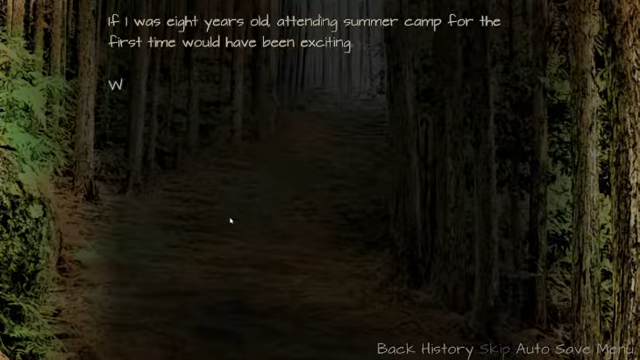 If I was eight years old, attending summer camp for the
first time would have been exciting.
W
Back History Skip Auto Save Menu